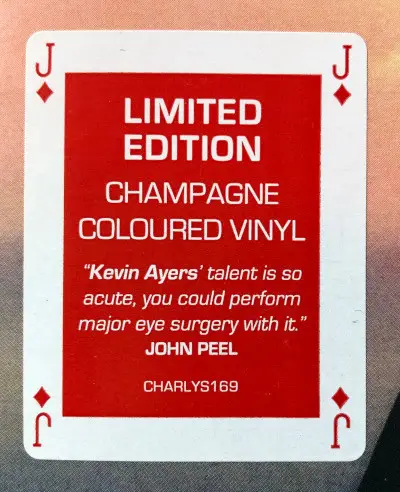 J J
LIMITED
EDITION
CHAMPAGNE
COLOURED VINYL
“Kevin Ayers’ talent is so
acute, you could perform
major eye surgery with it.”
JOHN PEEL
CHARLYS169
J J